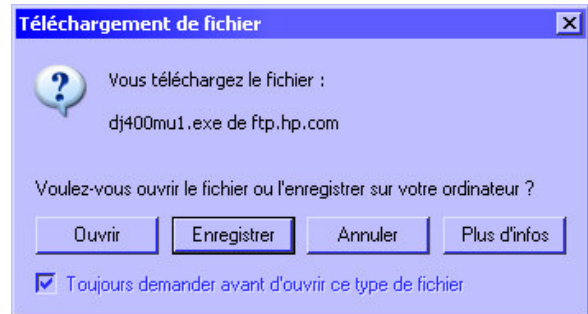 Téléchargement de fichier
Vous téléchargez le fichier :
dj400mu1.exe de ftp.hp.com
Voulez-vous ouvrir le fichier ou l'enregistrer sur votre ordinateur ?
Ouvrir Enregistrer Annuler Plus d'infos
Toujours demander avant d'ouvrir ce type de fichier